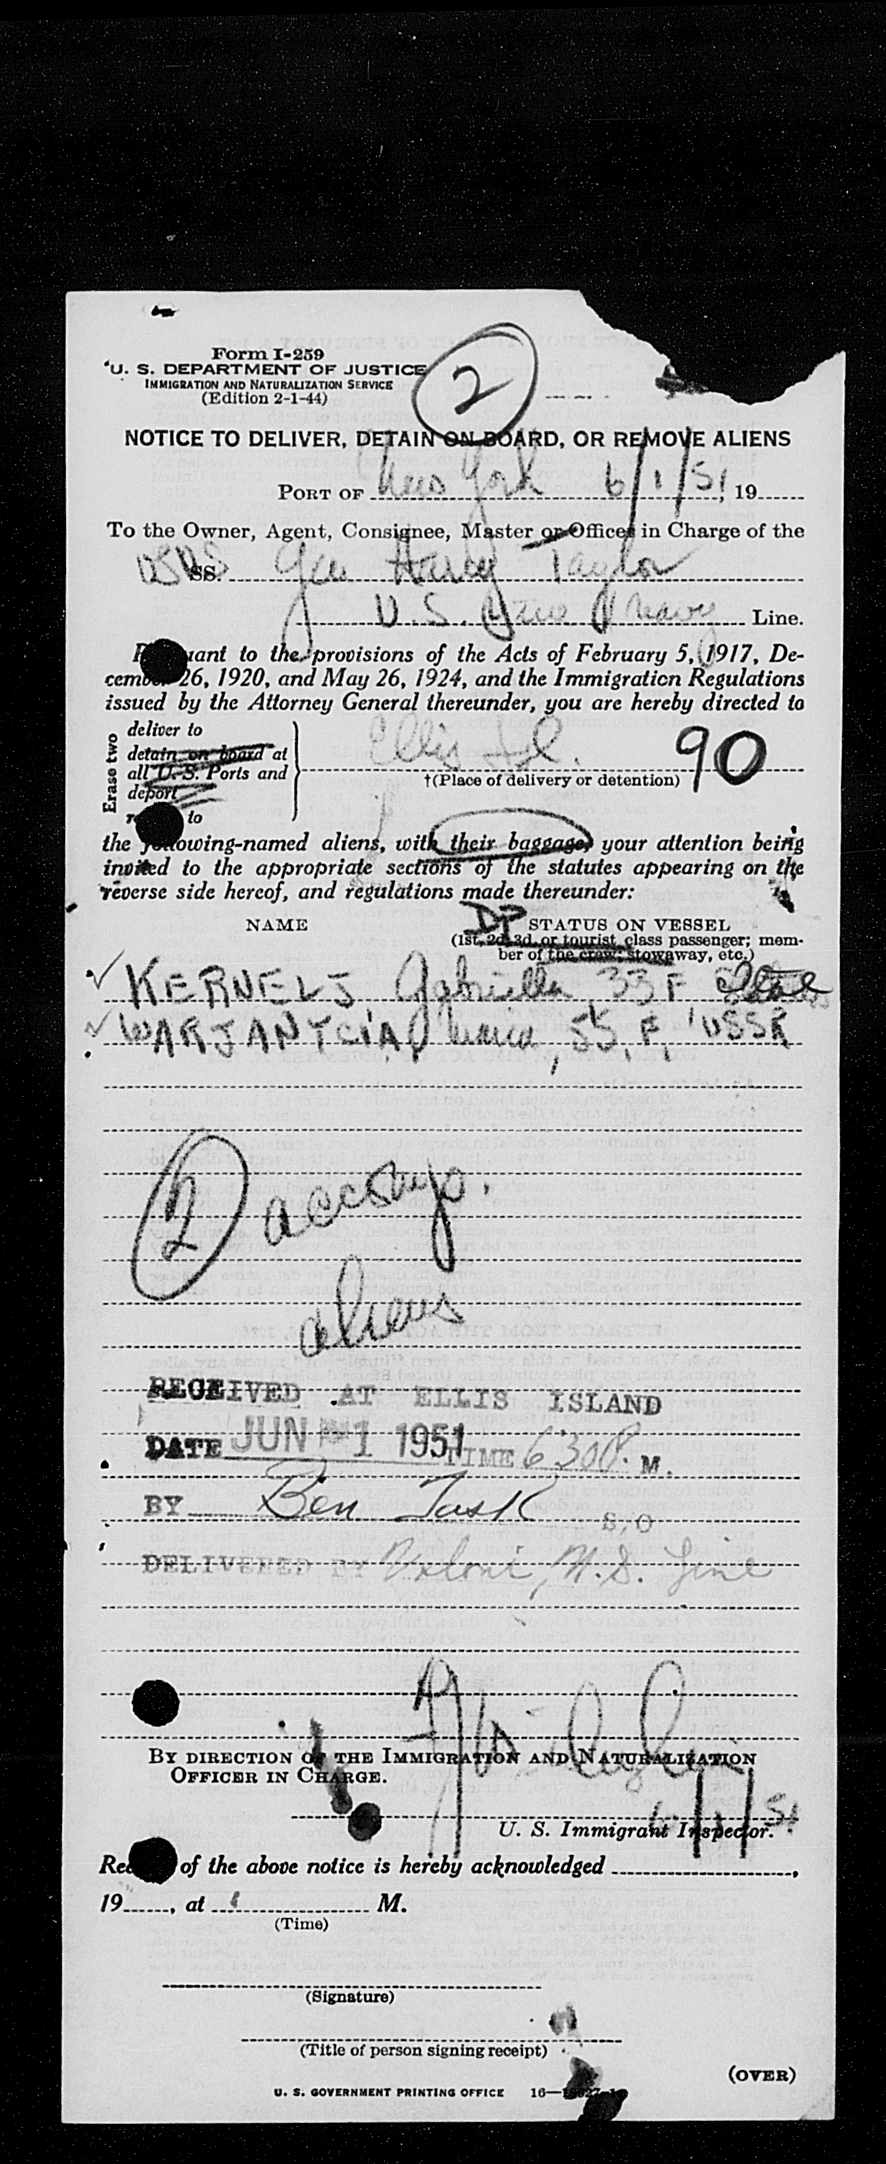 Form I-259
U. S. DEPARTMENT OF JUSTICE
IMMIGRATION AND NATURALIZATION SERVICE
(Edition 2-1-44)
2
NOTICE TO DELIVER, DETAIN ON BOARD, OR REMOVE ALIENS
PORT OF New York 6/1/51, 19
To the Owner, Agent, Consignee, Master or Officer in Charge of the
SS. Gen Harry Taylor
U.S. Navy Line.
ant to the provisions of the Acts of February 5, 1917, De-
cember 26, 1920, and May 26, 1924, and the Immigration Regulations
issued by the Attorney General thereunder, you are hereby directed to
Erase two
deliver to
detain on board at
all U. S. Ports and
deport
to
Ellis Isl. 90
†(Place of delivery or detention)
the following-named aliens, with their baggage, your attention being
invited to the appropriate sections of the statutes appearing on the
reverse side hereof, and regulations made thereunder:
NAME
DP STATUS ON VESSEL
(1st, 2d, 3d, or tourist class passenger; mem-
ber of the crew; stowaway, etc.)
KERNELJ Gabriella 33 F
WARJANYCIA, Maria, 55, F, USSR
2 accomp.
aliens
RECEIVED AT ELLIS ISLAND
DATE JUN 1 1951 TIME 6:30 P. M.
BY Ben Task S/O
DELIVERED BY
Line
BY DIRECTION OF THE IMMIGRATION AND NATURALIZATION
OFFICER IN CHARGE.
6/1/51
U. S. Immigrant Inspector.
of the above notice is hereby acknowledged
19, at M.
(Time)
(Signature)
(Title of person signing receipt)
(OVER)
U. S. GOVERNMENT PRINTING OFFICE 16—